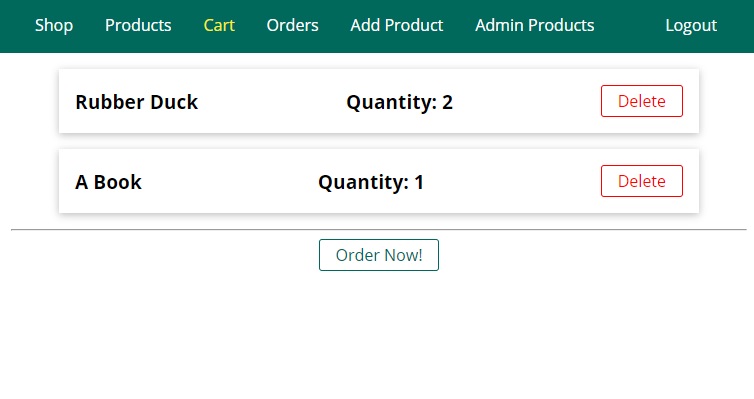 Shop Products Cart Orders Add Product Admin Products Logout
Rubber Duck Quantity: 2 Delete
A Book Quantity: 1 Delete
Order Now!